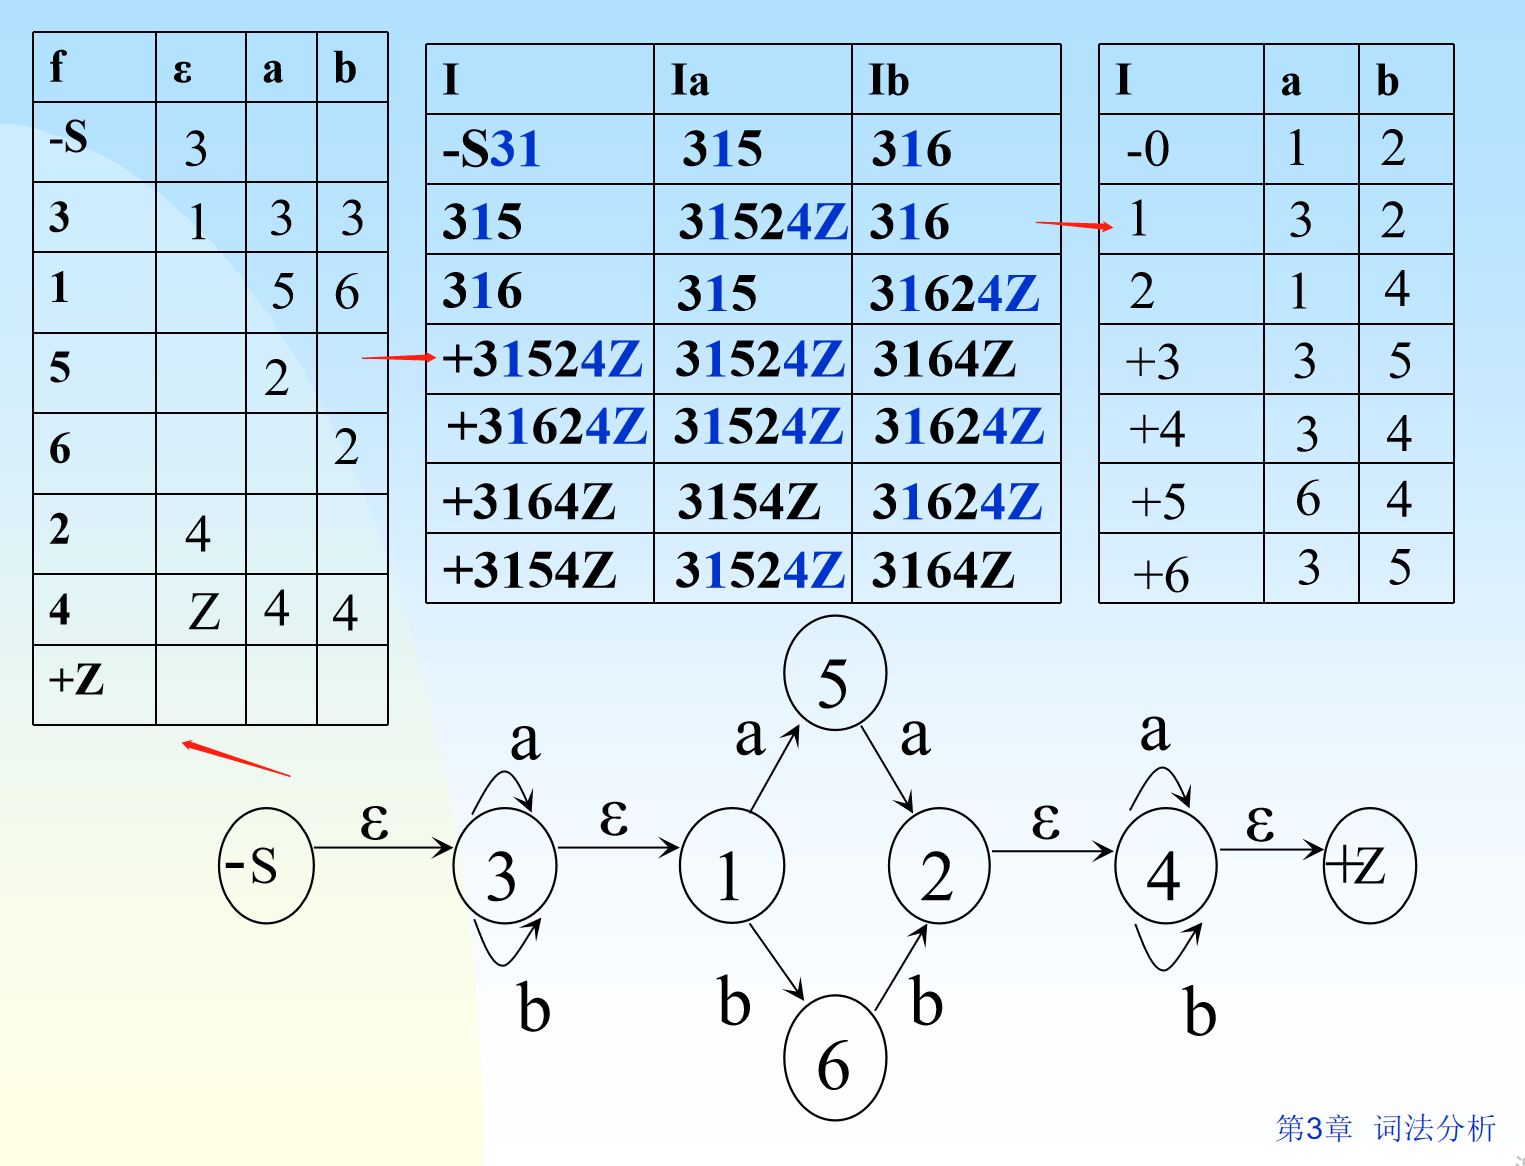 f ε a b
-S 3
3 1 3 3
1 5 6
5 2
6 2
2 4
4 Z 4 4
+Z
I Ia Ib
-S31 315 316
315 31524Z 316
316 315 31624Z
+31524Z 31524Z 3164Z
+31624Z 31524Z 31624Z
+3164Z 3154Z 31624Z
+3154Z 31524Z 3164Z
I a b
-0 1 2
1 3 2
2 1 4
+3 3 5
+4 3 4
+5 6 4
+6 3 5
5
a a a a
ε ε ε ε
-S 3 1 2 4 +Z
b b b b
6
第3章 词法分析